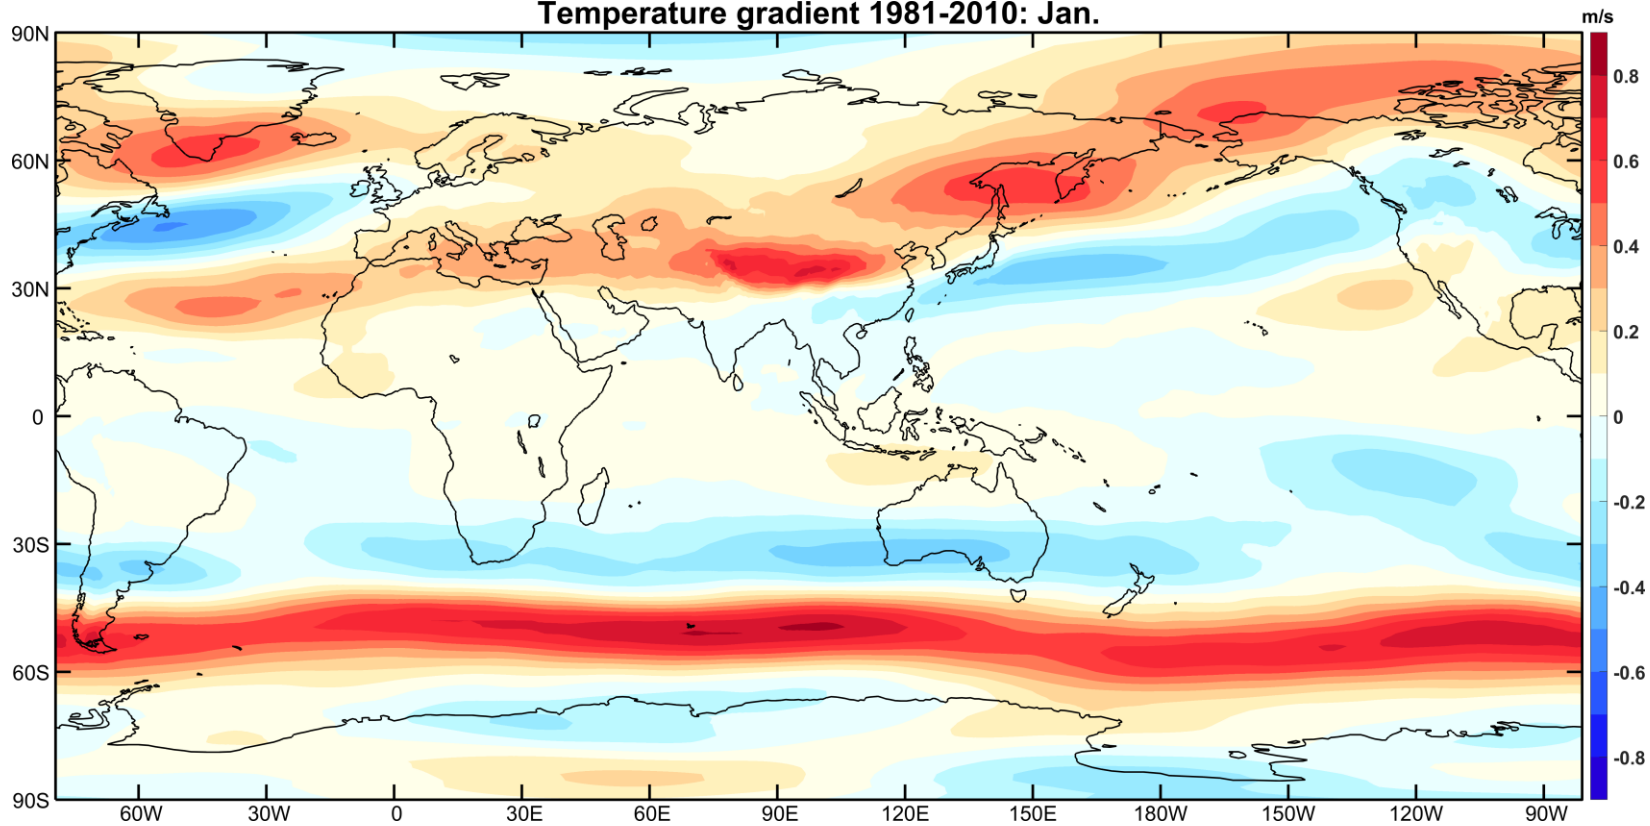 Temperature gradient 1981-2010: Jan.
m/s
90N
60N
30N
0
30S
60S
90S
60W
30W
0
30E
60E
90E
120E
150E
180W
150W
120W
90W
0.8
0.6
0.4
0.2
0
-0.2
-0.4
-0.6
-0.8